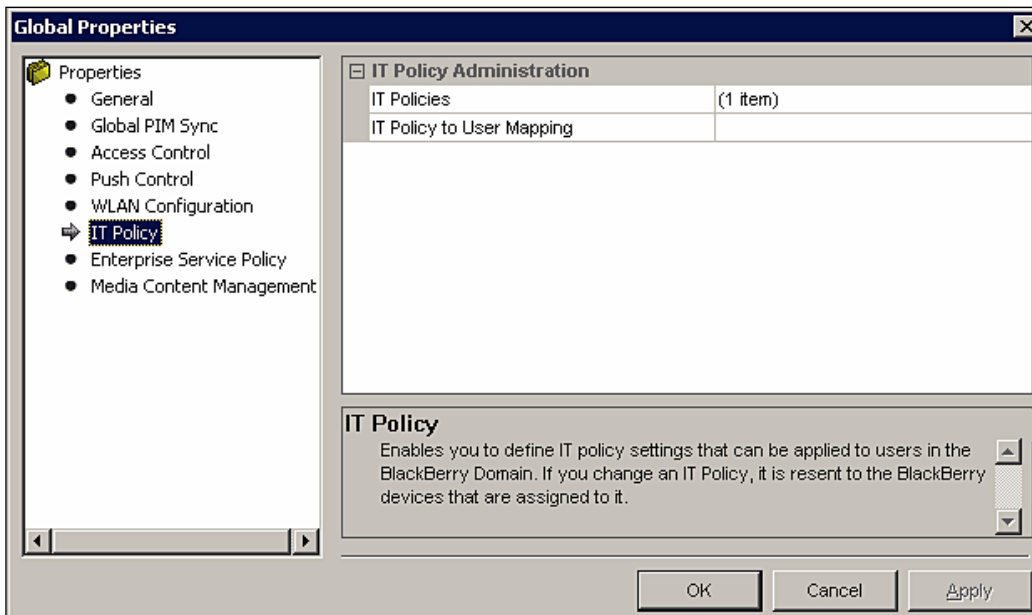 Global Properties
Properties
General
Global PIM Sync
Access Control
Push Control
WLAN Configuration
IT Policy
Enterprise Service Policy
Media Content Management
IT Policy Administration
IT Policies (1 item)
IT Policy to User Mapping
IT Policy
Enables you to define IT policy settings that can be applied to users in the
BlackBerry Domain. If you change an IT Policy, it is resent to the BlackBerry
devices that are assigned to it.
OK Cancel Apply